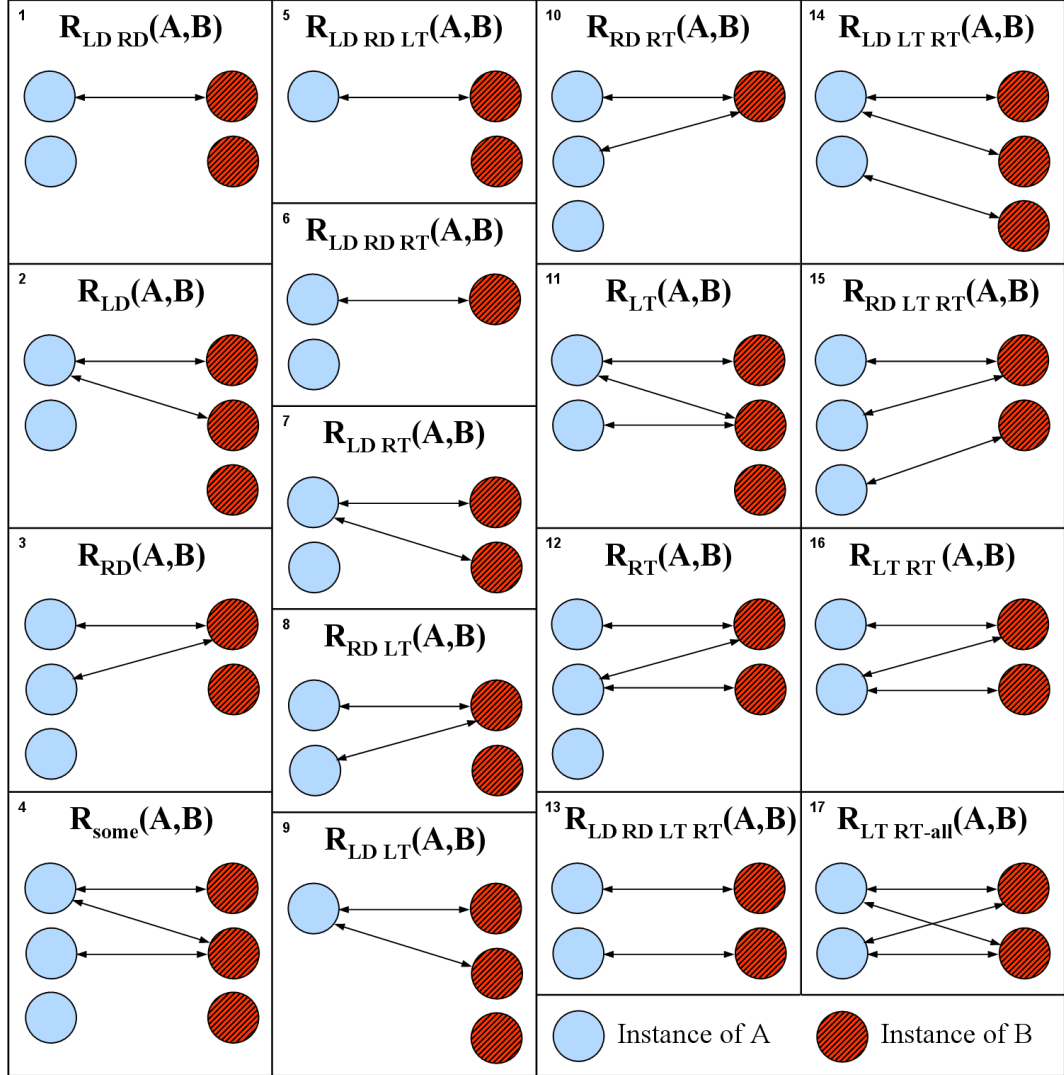 1
R_LD RD(A,B)
2
R_LD(A,B)
3
R_RD(A,B)
4
R_some(A,B)
5
R_LD RD LT(A,B)
6
R_LD RD RT(A,B)
7
R_LD RT(A,B)
8
R_RD LT(A,B)
9
R_LD LT(A,B)
10
R_RD RT(A,B)
11
R_LT(A,B)
12
R_RT(A,B)
13
R_LD RD LT RT(A,B)
14
R_LD LT RT(A,B)
15
R_RD LT RT(A,B)
16
R_LT RT (A,B)
17
R_LT RT-all(A,B)
Instance of A
Instance of B